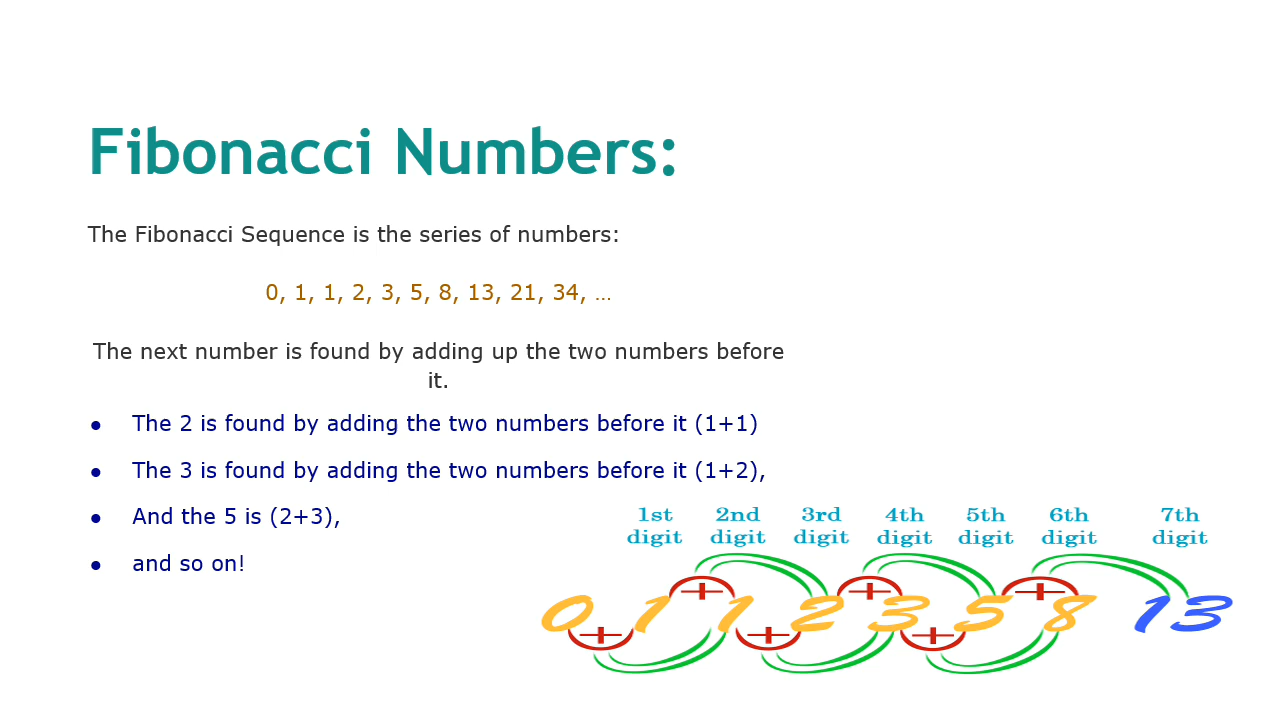 Fibonacci Numbers:
The Fibonacci Sequence is the series of numbers:
0, 1, 1, 2, 3, 5, 8, 13, 21, 34, …
The next number is found by adding up the two numbers before
it.
● The 2 is found by adding the two numbers before it (1+1)
● The 3 is found by adding the two numbers before it (1+2),
● And the 5 is (2+3),
● and so on!
1st 2nd 3rd 4th 5th 6th 7th
digit digit digit digit digit digit digit
+ + +
0 1 1 2 3 5 8 13
+ + +